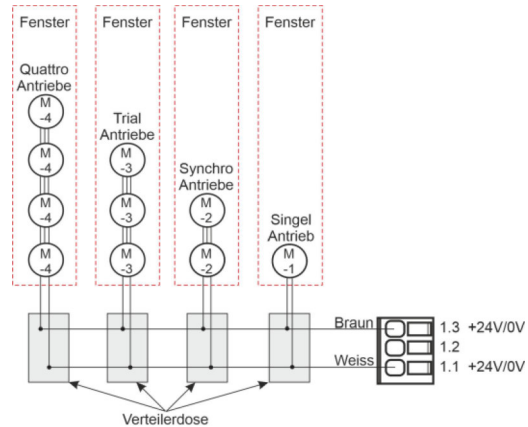 Fenster Fenster Fenster Fenster
Quattro
Antriebe
M
-4
Trial
Antriebe
M
-4
M
-3
Synchro
Antriebe
M
-4
M
-3
M
-2
Singel
Antrieb
M
-4
M
-3
M
-2
M
-1
Braun 1.3 +24V/0V
1.2
Weiss 1.1 +24V/0V
Verteilerdose